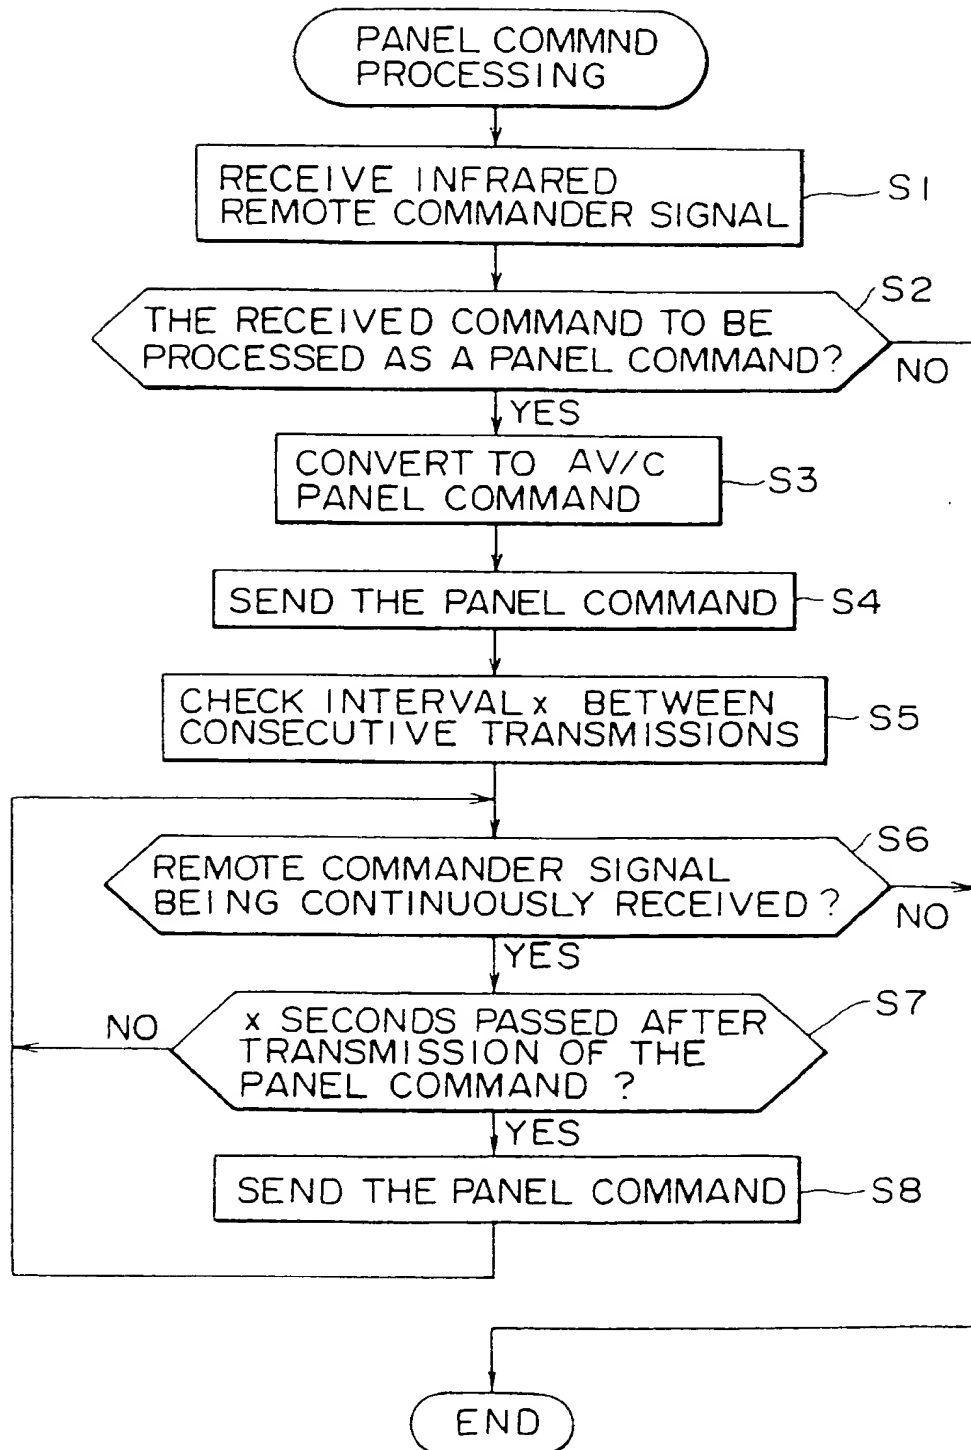 PANEL COMMND
PROCESSING
RECEIVE INFRARED
REMOTE COMMANDER SIGNAL
S1
THE RECEIVED COMMAND TO BE
PROCESSED AS A PANEL COMMAND?
S2
NO
YES
CONVERT TO AV/C
PANEL COMMAND
S3
SEND THE PANEL COMMAND
S4
CHECK INTERVAL x BETWEEN
CONSECUTIVE TRANSMISSIONS
S5
REMOTE COMMANDER SIGNAL
BEING CONTINUOUSLY RECEIVED ?
S6
NO
YES
x SECONDS PASSED AFTER
TRANSMISSION OF THE
PANEL COMMAND ?
S7
NO
YES
SEND THE PANEL COMMAND
S8
END